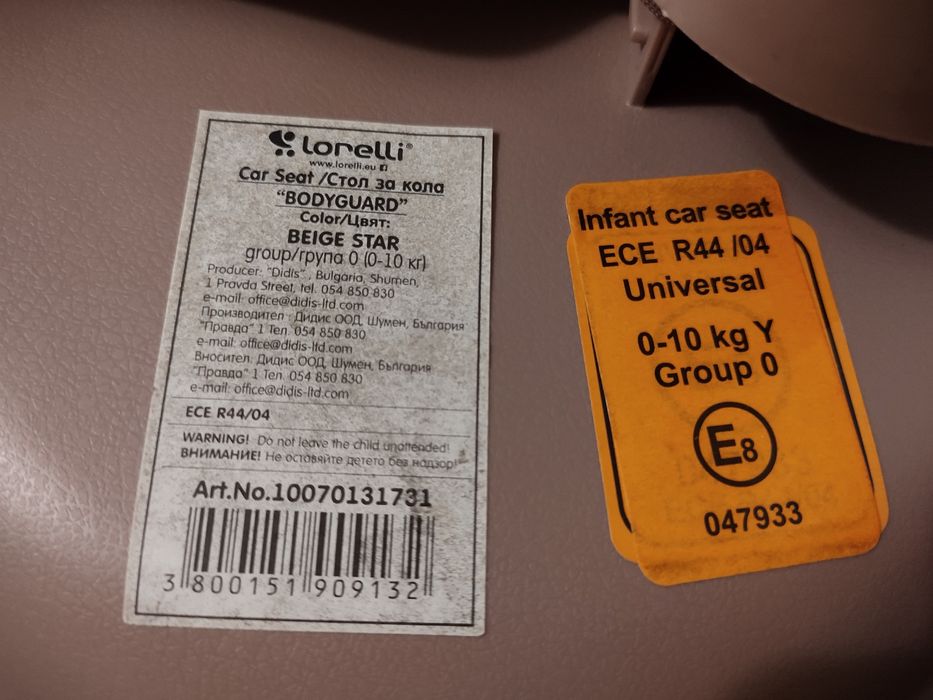 lorelli®
www.lorelli.eu
Car Seat /Стол за кола
“BODYGUARD”
Color/Цвят:
BEIGE STAR
group/група 0 (0-10 кг)
Producer: “Didis” , Bulgaria, Shumen,
1 Pravda Street, tel. 054 850 830
e-mail: office@didis-ltd.com
Производител : Дидис ООД, Шумен, България
"Правда" 1 Тел. 054 850 830
e-mail: office@didis-ltd.com
Вносител: Дидис ООД, Шумен, България
"Правда" 1 Тел. 054 850 830
e-mail: office@didis-ltd.com
ECE R44/04
WARNING! Do not leave the child unattended!
ВНИМАНИЕ! Не оставяйте детето без надзор!
Art.No.10070131731
3 800151 909132
Infant car seat
ECE R44 /04
Universal
0-10 kg Y
Group 0
E8
047933